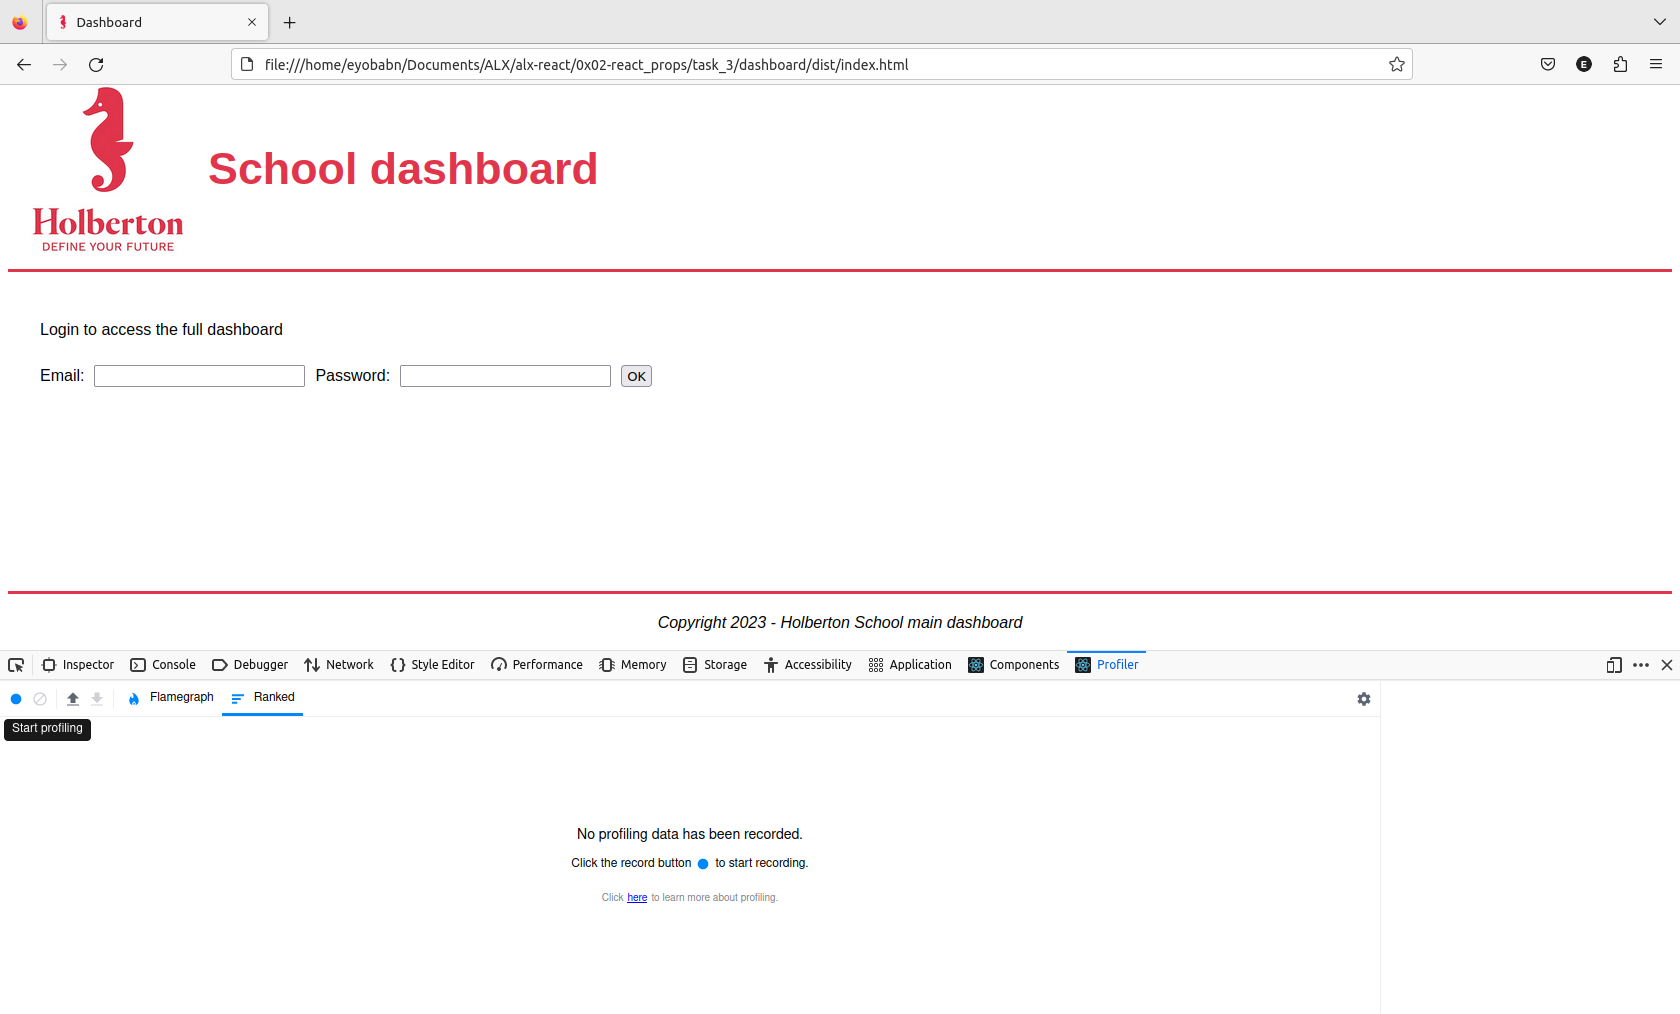 Dashboard
file:///home/eyobabn/Documents/ALX/alx-react/0x02-react_props/task_3/dashboard/dist/index.html
E
Holberton
DEFINE YOUR FUTURE
School dashboard
Login to access the full dashboard
Email: Password: OK
Copyright 2023 - Holberton School main dashboard
Inspector Console Debugger Network Style Editor Performance Memory Storage Accessibility Application Components Profiler
Flamegraph Ranked
Start profiling
No profiling data has been recorded.
Click the record button to start recording.
Click here to learn more about profiling.